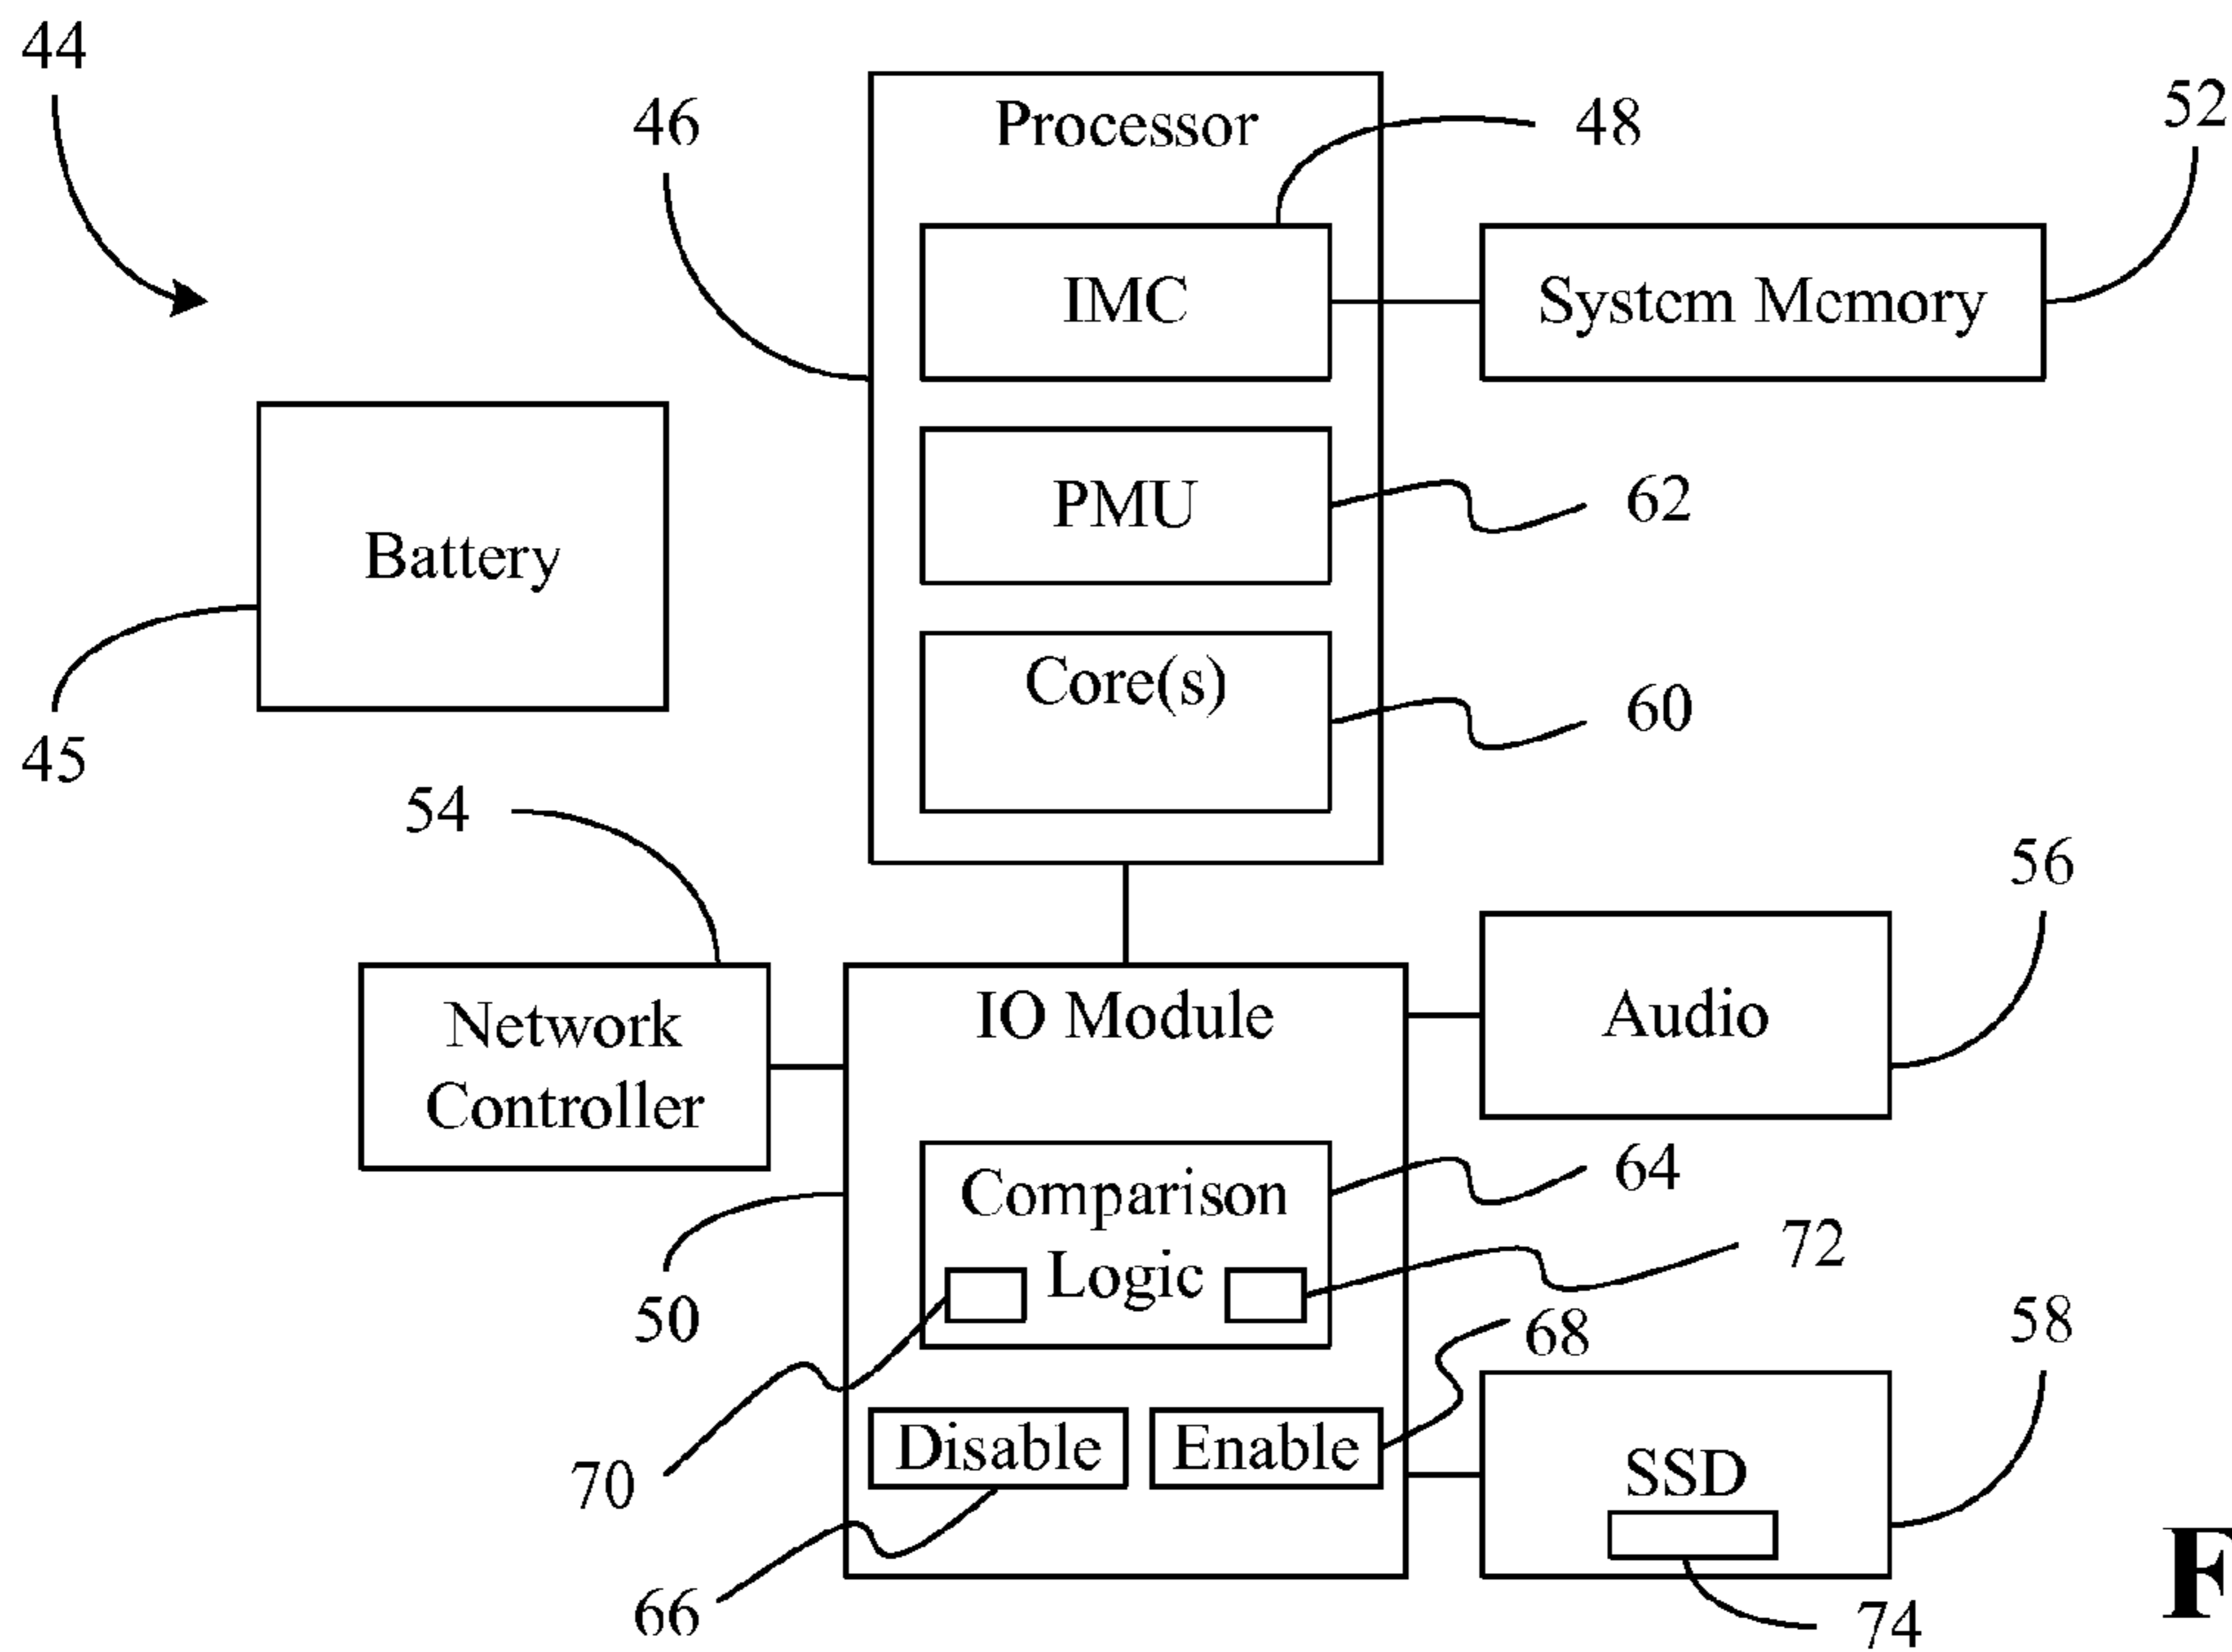 44
46
Processor
48
52
IMC
System Memory
PMU
62
Battery
Core(s)
60
45
54
56
Network
Controller
IO Module
Audio
Comparison
Logic
64
72
50
68
58
70
Disable
Enable
SSD
66
74
F